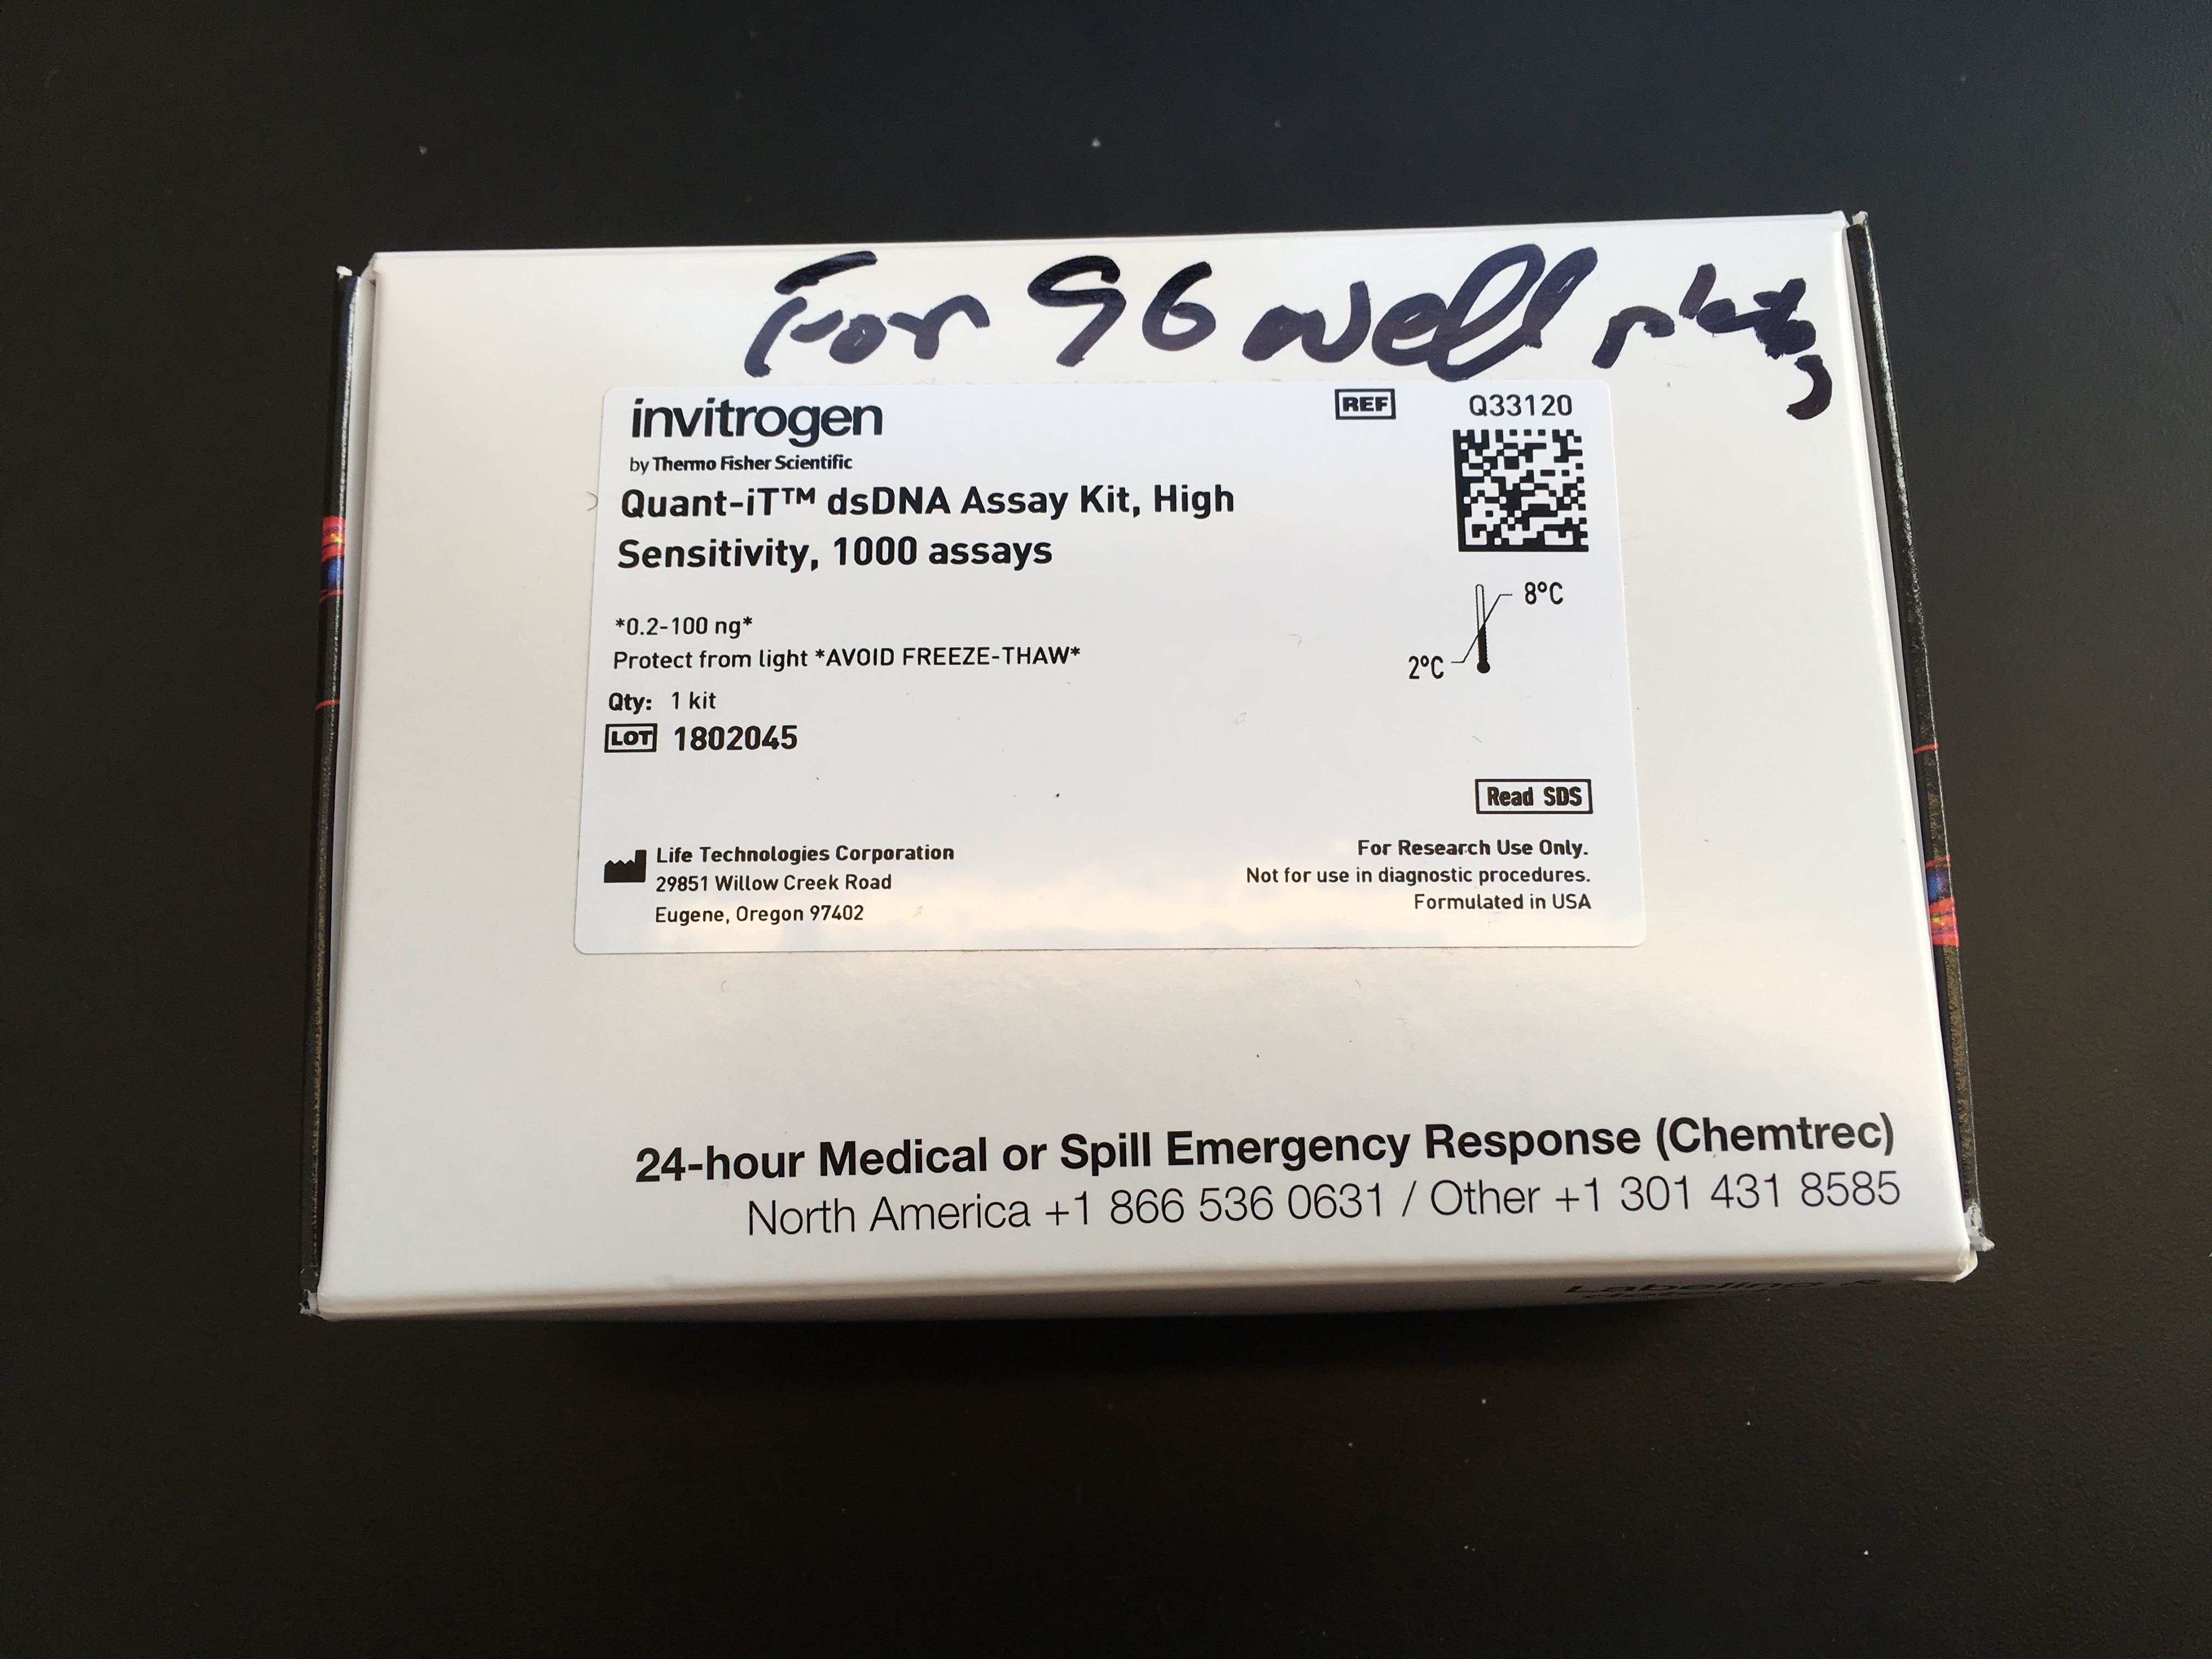 For 96 well plates
invitrogen
by Thermo Fisher Scientific
REF Q33120
Quant-iT™ dsDNA Assay Kit, High
Sensitivity, 1000 assays
*0.2-100 ng*
Protect from light *AVOID FREEZE-THAW*
Qty: 1 kit
LOT 1802045
2°C
8°C
Read SDS
Life Technologies Corporation
29851 Willow Creek Road
Eugene, Oregon 97402
For Research Use Only.
Not for use in diagnostic procedures.
Formulated in USA
24-hour Medical or Spill Emergency Response (Chemtrec)
North America +1 866 536 0631 / Other +1 301 431 8585